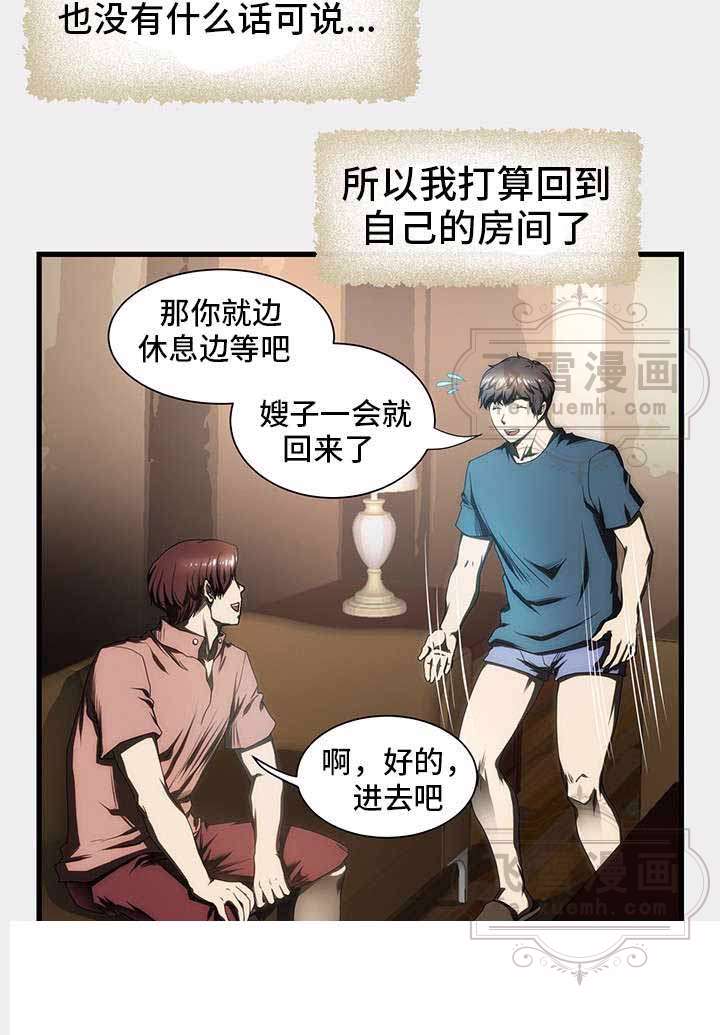 也没有什么话可说...
所以我打算回到
自己的房间了
那你就边
休息边等吧
嫂子一会就
回来了
啊，好的，
进去吧
飞雪漫画
飞雪漫画